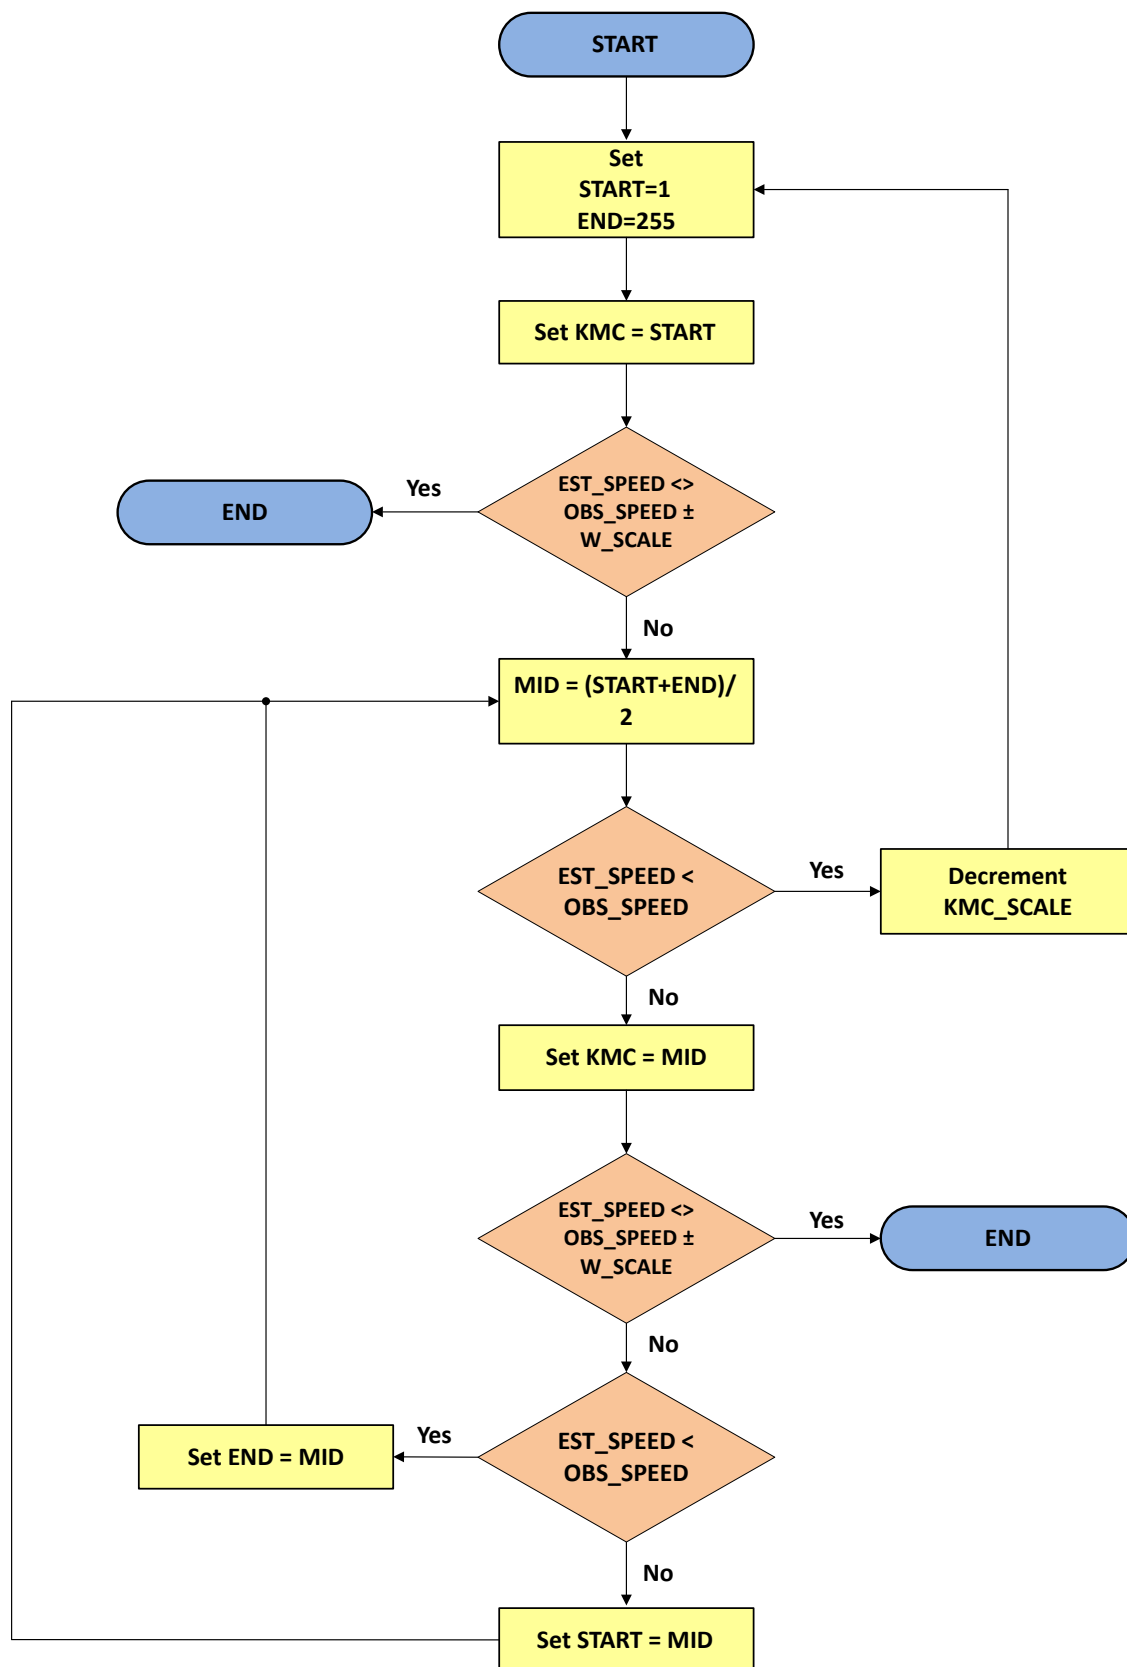 START
Set
START=1
END=255
Set KMC = START
EST_SPEED <>
OBS_SPEED ±
W_SCALE
Yes
END
No
MID = (START+END)/
2
EST_SPEED <
OBS_SPEED
Yes
Decrement
KMC_SCALE
No
Set KMC = MID
EST_SPEED <>
OBS_SPEED ±
W_SCALE
Yes
END
No
EST_SPEED <
OBS_SPEED
Yes
Set END = MID
No
Set START = MID